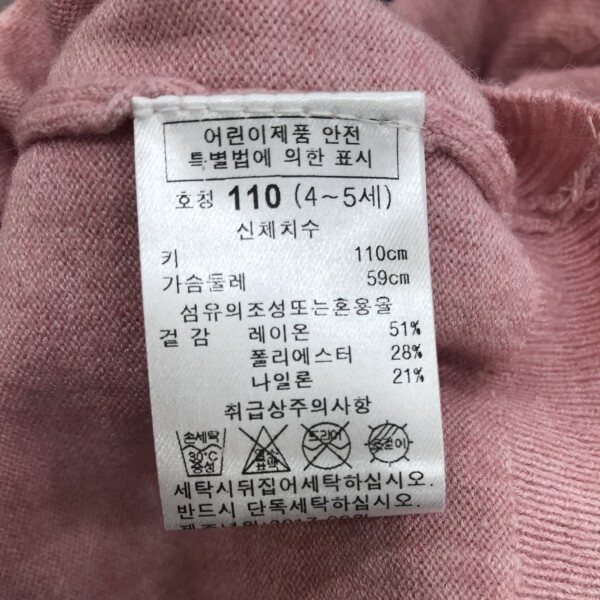 어린이제품 안전
특별법에 의한 표시
호칭 110 (4~5세)
신체치수
키 110cm
가슴둘레 59cm
섬유의조성또는혼용율
겉감 레이온 51%
폴리에스터 28%
나일론 21%
취급상주의사항
손세탁 30℃ 중성 염소 표백 드라이
세탁시뒤집어세탁하십시오.
반드시 단독세탁하십시오.